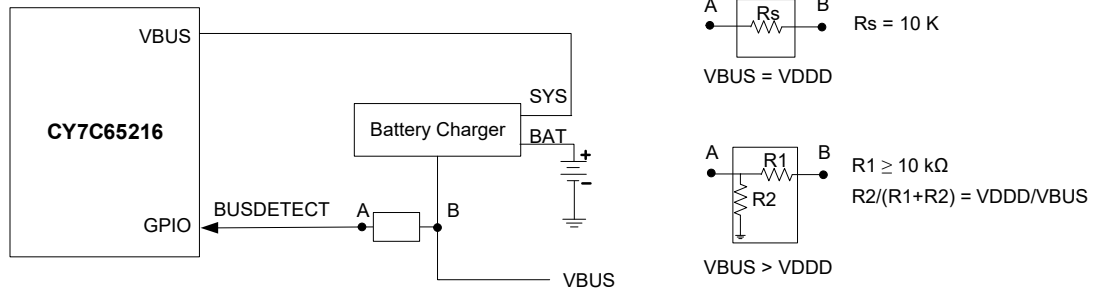 VBUS
CY7C65216
GPIO
BUSDETECT
SYS
Battery Charger
BAT
+
-
A
B
VBUS
A
B
Rs
Rs = 10 K
VBUS = VDDD
A
B
R1
R2
R1 ≥ 10 kΩ
R2/(R1+R2) = VDDD/VBUS
VBUS > VDDD